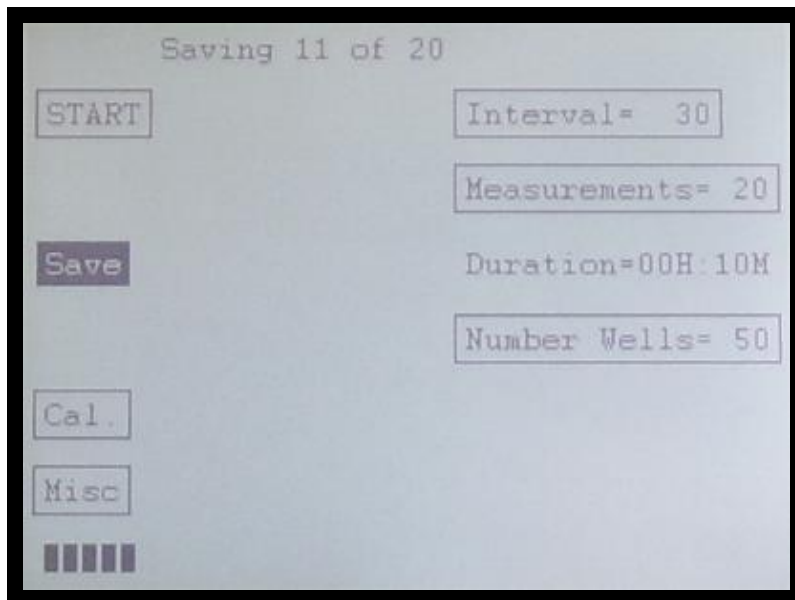 Saving 11 of 20
START
Interval= 30
Measurements= 20
Save
Duration=00H:10M
Number Wells= 50
Cal.
Misc